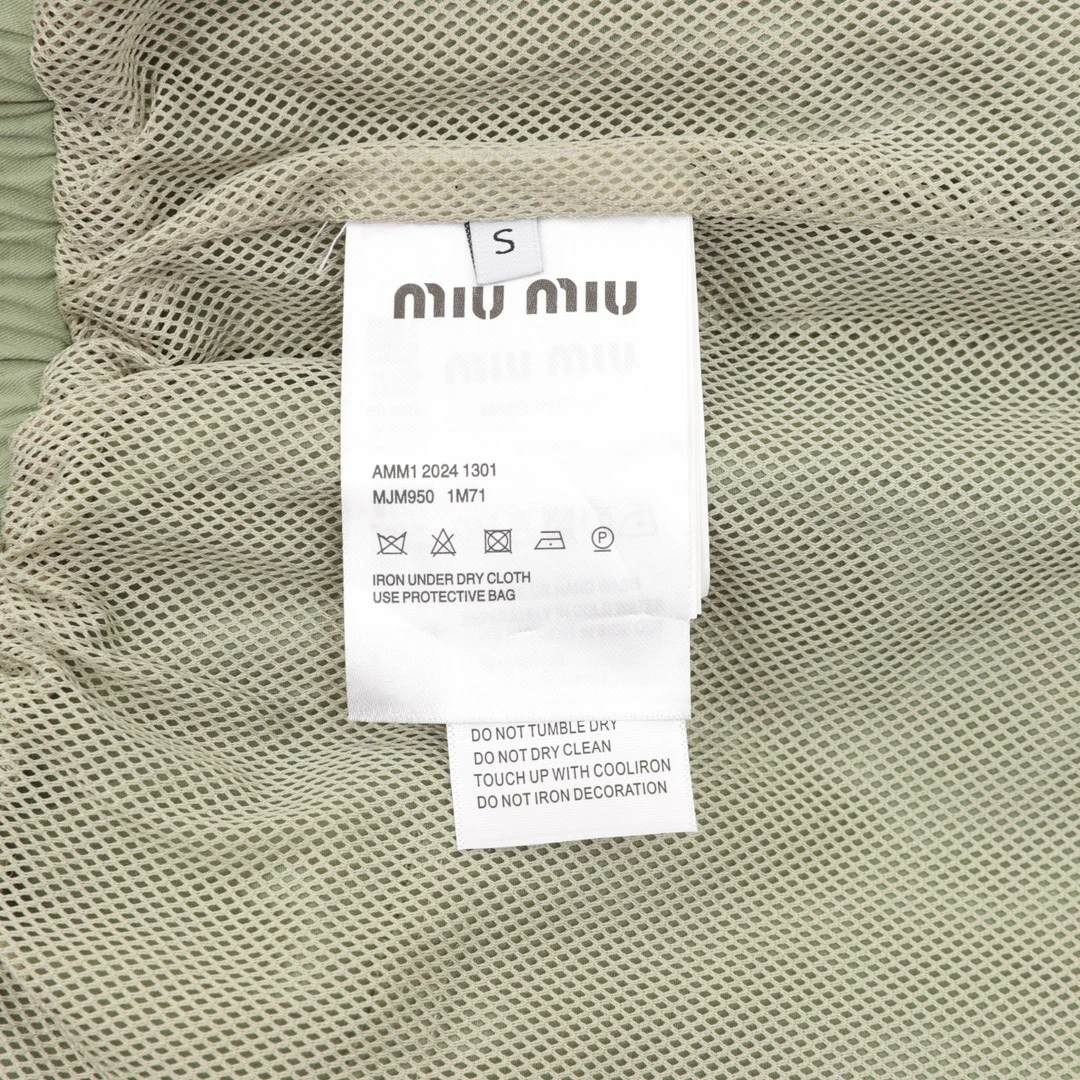 S
miu miu
AMM1 2024 1301
MJM950 1M71
P
IRON UNDER DRY CLOTH
USE PROTECTIVE BAG
DO NOT TUMBLE DRY
DO NOT DRY CLEAN
TOUCH UP WITH COOLIRON
DO NOT IRON DECORATION